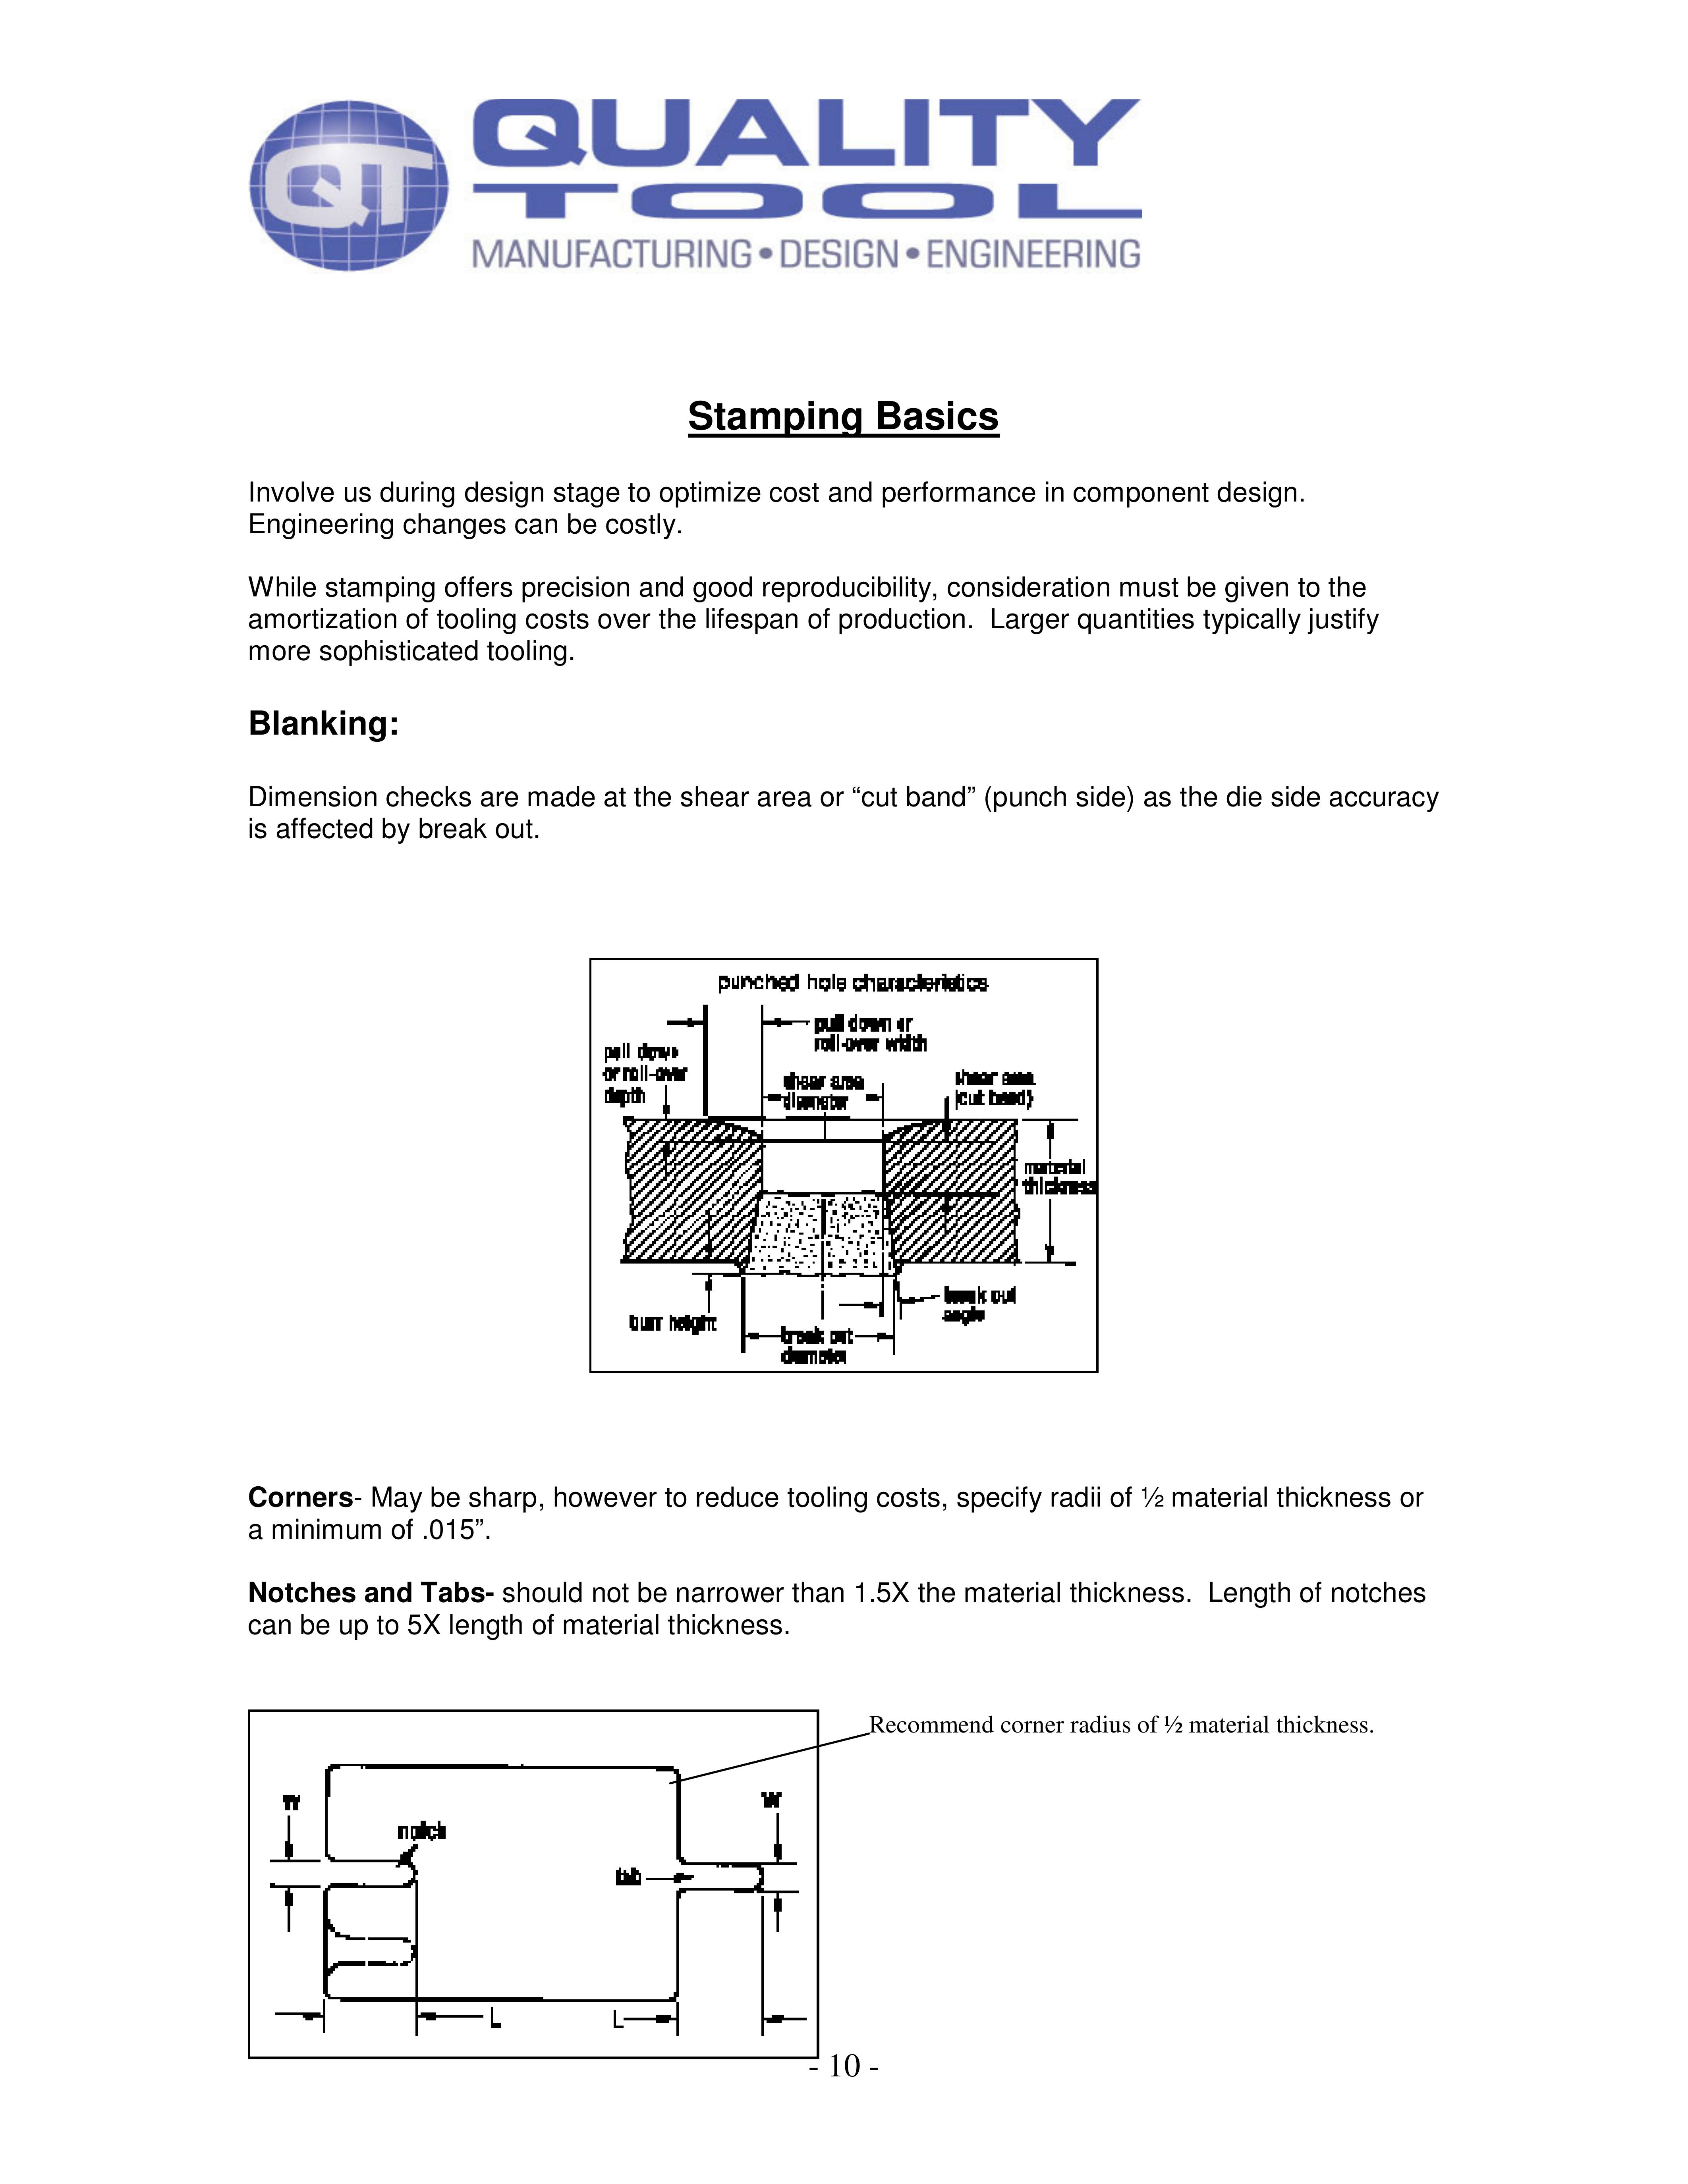 QT
QUALITY
TOOL
MANUFACTURING • DESIGN • ENGINEERING
Stamping Basics
Involve us during design stage to optimize cost and performance in component design.
Engineering changes can be costly.
While stamping offers precision and good reproducibility, consideration must be given to the
amortization of tooling costs over the lifespan of production.  Larger quantities typically justify
more sophisticated tooling.
Blanking:
Dimension checks are made at the shear area or “cut band” (punch side) as the die side accuracy
is affected by break out.
punched hole characteristics
pull down or
roll-over width
pull down
or roll-over
depth
shear area
diameter
shear area
(cut band)
material
thickness
burr height
break out
angle
break out
diameter
Corners- May be sharp, however to reduce tooling costs, specify radii of ½ material thickness or
a minimum of .015”.
Notches and Tabs- should not be narrower than 1.5X the material thickness.  Length of notches
can be up to 5X length of material thickness.
Recommend corner radius of ½ material thickness.
W
W
notch
tab
L
L
- 10 -